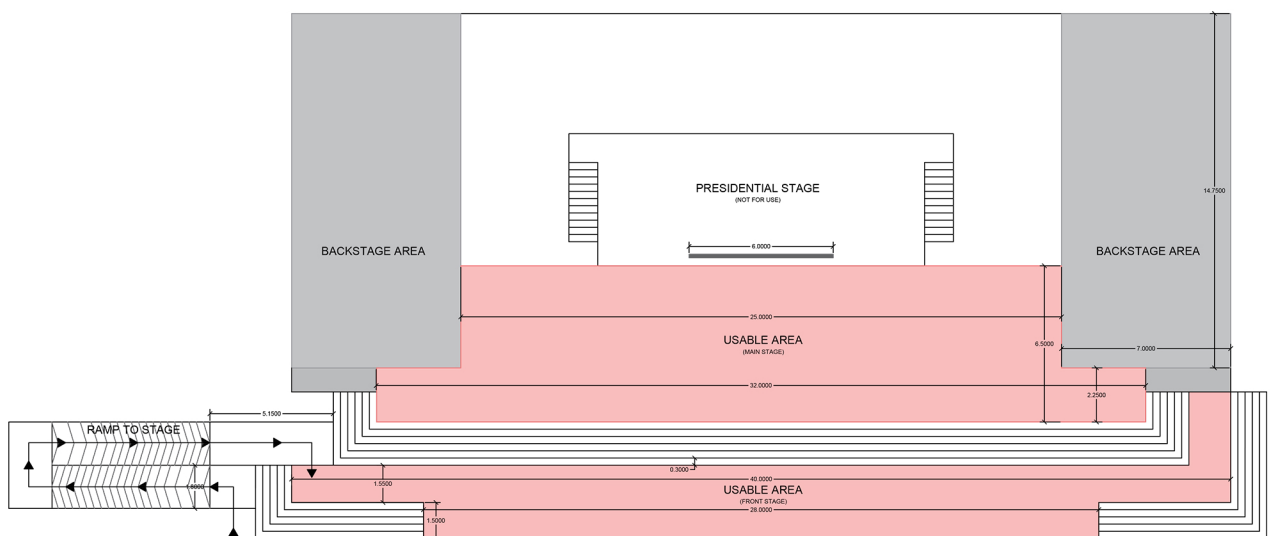 14.7500
PRESIDENTIAL STAGE
(NOT FOR USE)
BACKSTAGE AREA
6.0000
BACKSTAGE AREA
25.0000
USABLE AREA
(MAIN STAGE)
6.5000
7.0000
32.0000
2.2500
5.1500
RAMP TO STAGE
0.3000
40.0000
1.5500
USABLE AREA
(FRONT STAGE)
1.8000
28.0000
1.5000